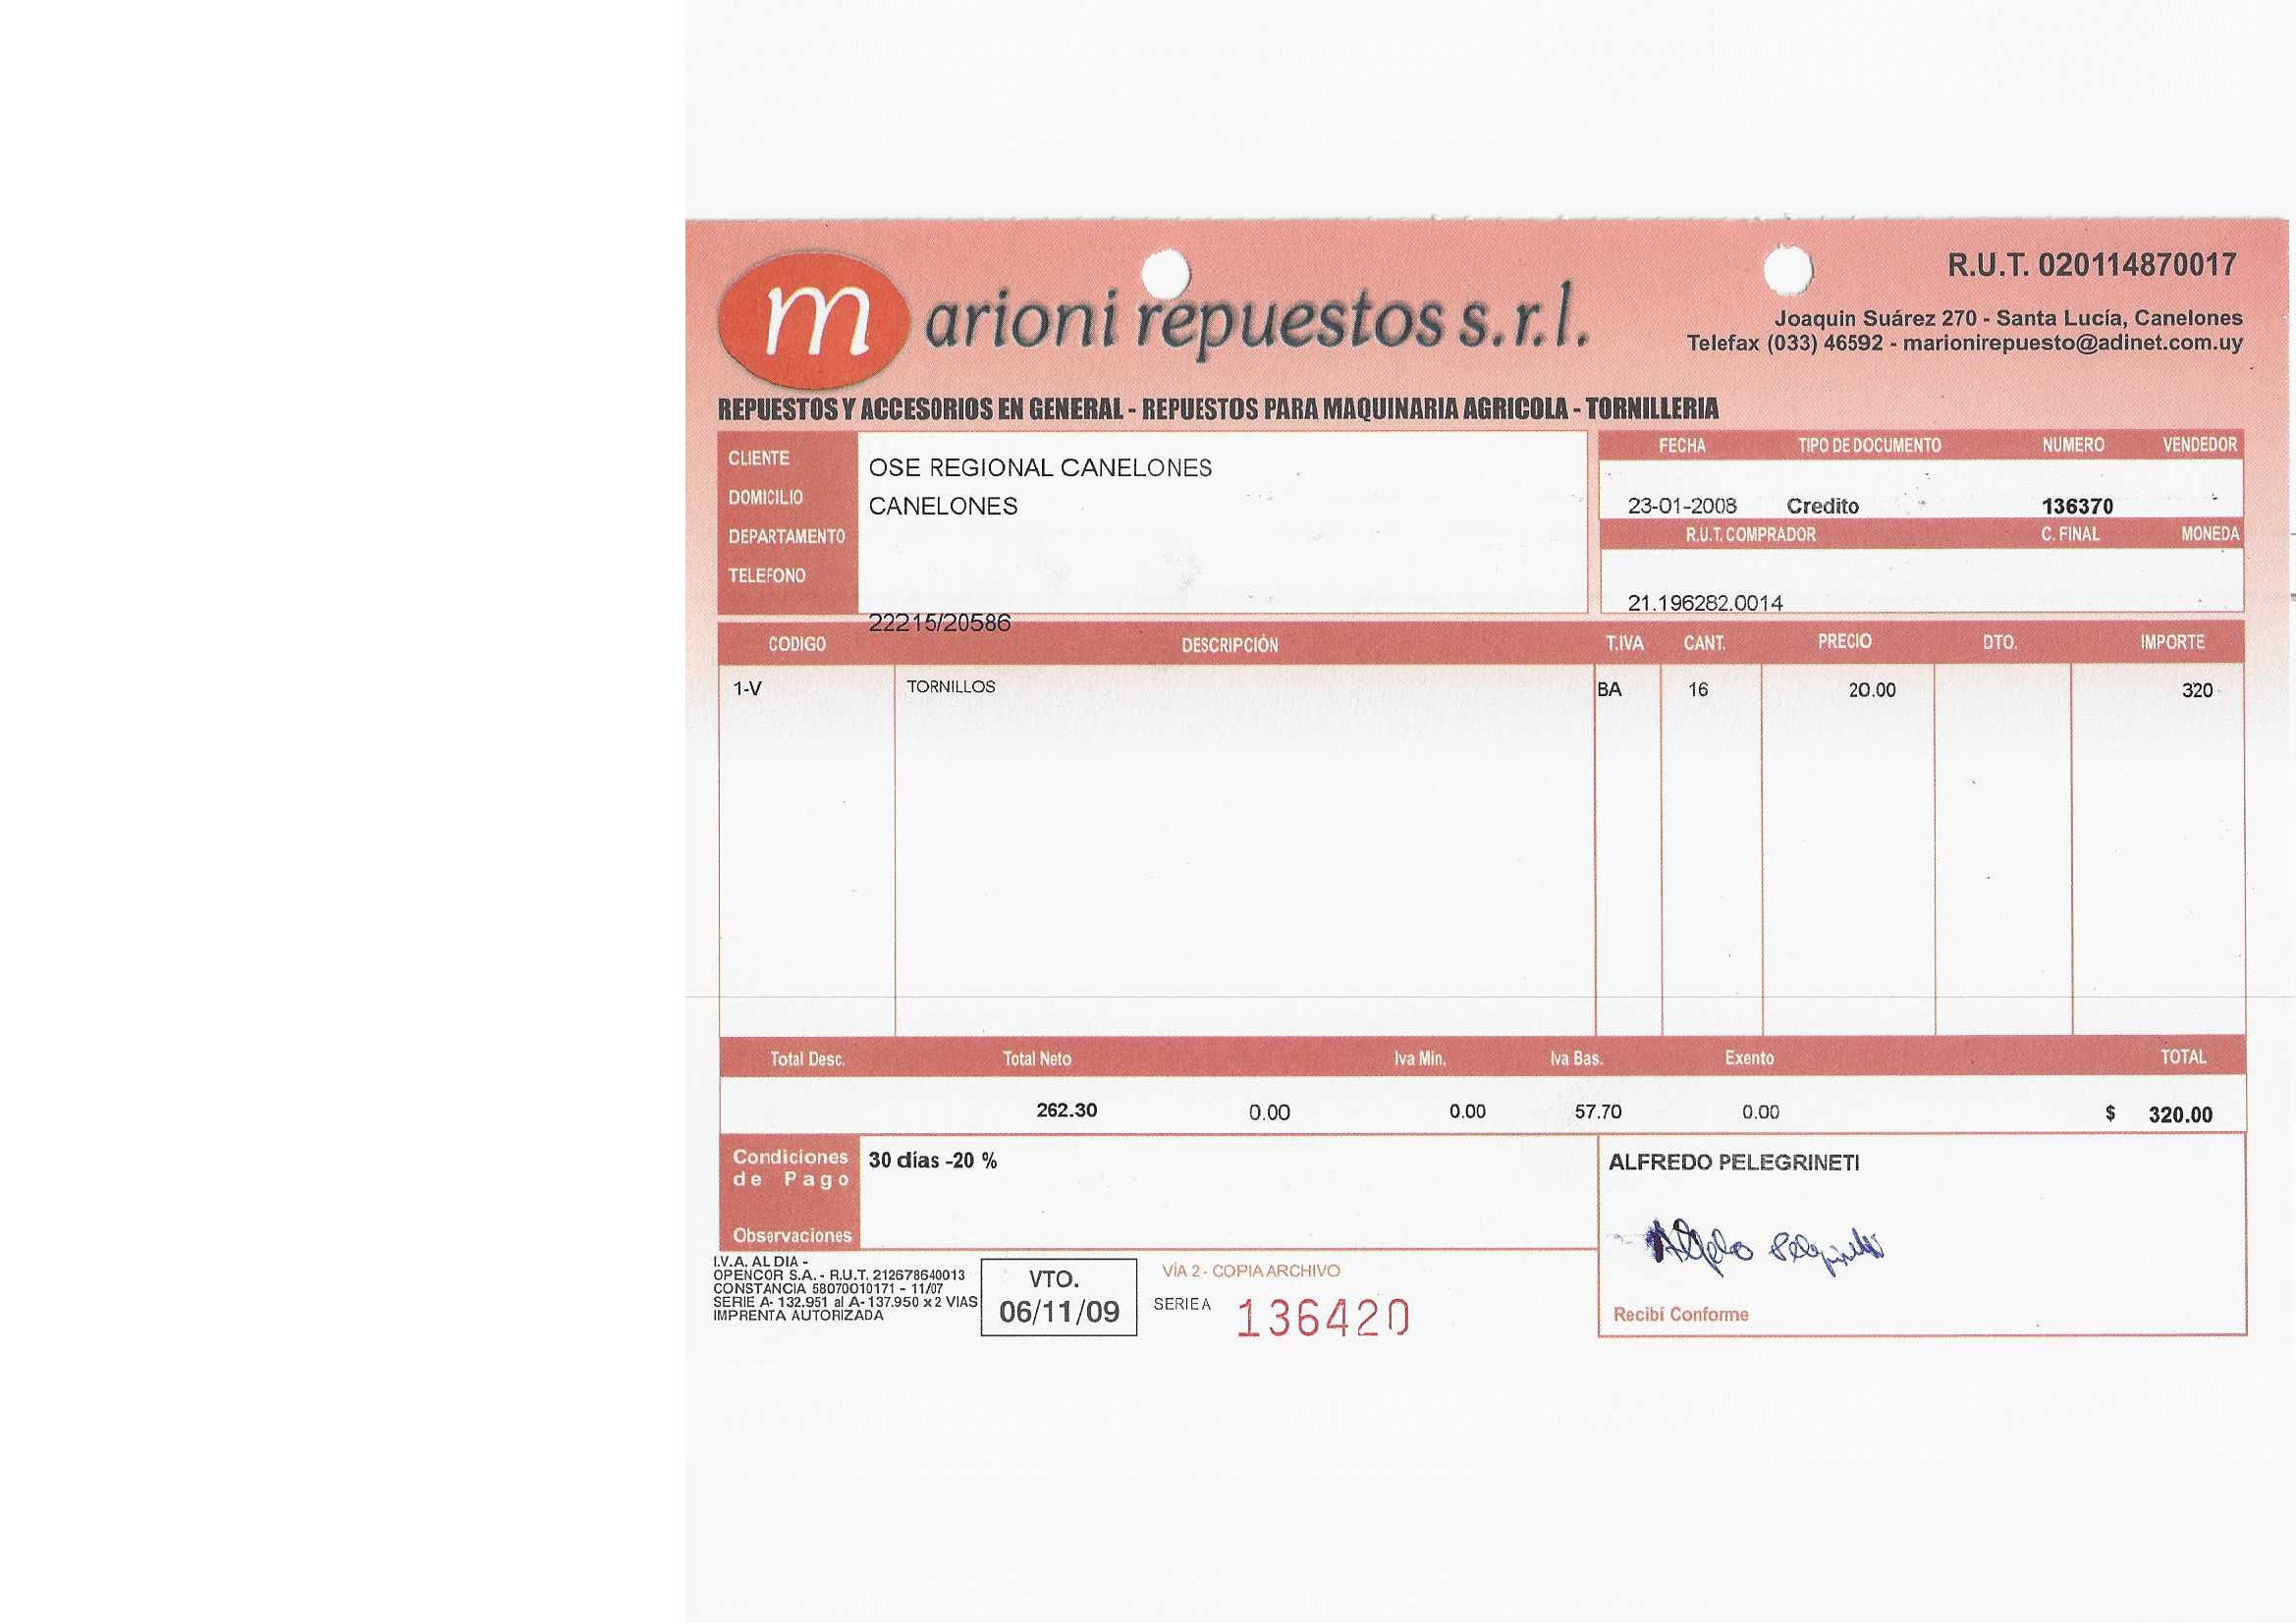 marioni repuestos s.r.l.
R.U.T. 020114870017
Joaquin Suárez 270 - Santa Lucía, Canelones
Telefax (033) 46592 - marionirepuesto@adinet.com.uy
REPUESTOS Y ACCESORIOS EN GENERAL - REPUESTOS PARA MAQUINARIA AGRICOLA - TORNILLERIA
CLIENTE OSE REGIONAL CANELONES
DOMICILIO CANELONES
DEPARTAMENTO
TELEFONO
22215/20586
FECHA TIPO DE DOCUMENTO NUMERO VENDEDOR
23-01-2008 Credito 136370 -
R.U.T. COMPRADOR C. FINAL MONEDA
21.196282.0014
CODIGO DESCRIPCIÓN T.IVA CANT. PRECIO DTO. IMPORTE
1-V TORNILLOS BA 16 20.00 320
Total Desc. Total Neto Iva Min. Iva Bas. Exento TOTAL
262.30 0.00 0.00 57.70 0.00 $ 320.00
Condiciones de Pago 30 días -20 %
Observaciones
ALFREDO PELEGRINETI
Recibí Conforme
I.V.A. AL DIA -
OPENCOR S.A. - R.U.T. 212678640013
CONSTANCIA 58070010171 - 11/07
SERIE A- 132.951 al A- 137.950 x 2 VIAS
IMPRENTA AUTORIZADA
VTO.
06/11/09
VÍA 2 - COPIA ARCHIVO
SERIE A 136420